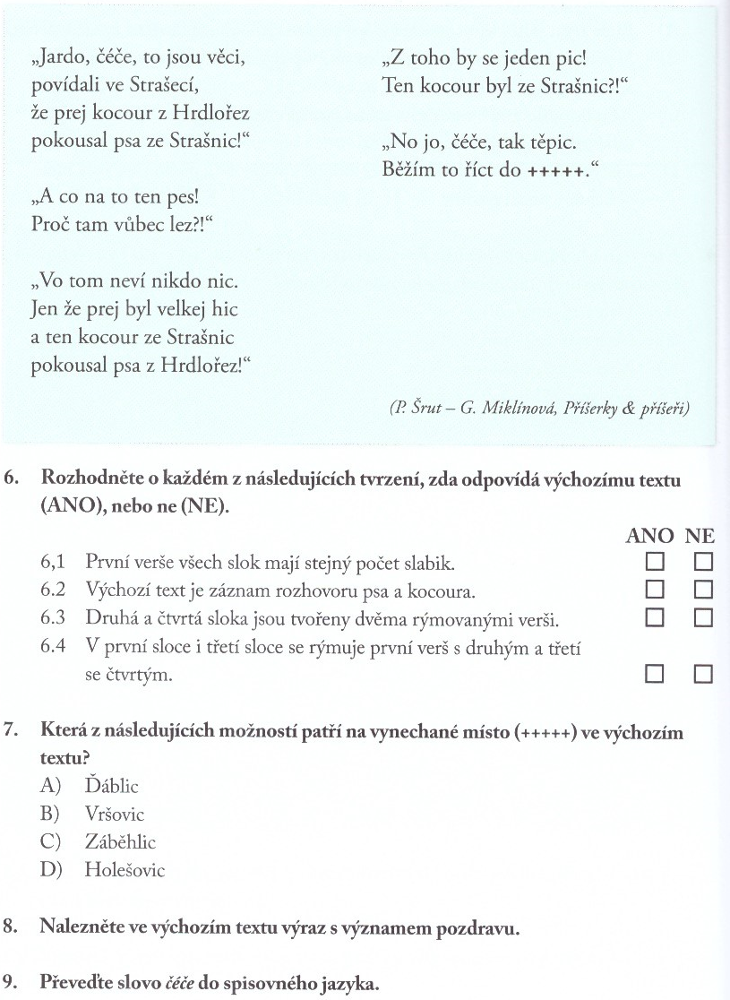 „Jardo, čéče, to jsou věci,
povídali ve Strašecí,
že prej kocour z Hrdlořez
pokousal psa ze Strašnic!“
„A co na to ten pes!
Proč tam vůbec lez?!“
„Vo tom neví nikdo nic.
Jen že prej byl velkej hic
a ten kocour ze Strašnic
pokousal psa z Hrdlořez!“
„Z toho by se jeden pic!
Ten kocour byl ze Strašnic?!“
„No jo, čéče, tak těpic.
Běžím to říct do +++++.“
(P. Šrut – G. Miklínová, Příšerky & příšeři)
6. Rozhodněte o každém z následujících tvrzení, zda odpovídá výchozímu textu
(ANO), nebo ne (NE).
ANO NE
6,1 První verše všech slok mají stejný počet slabik.
6.2 Výchozí text je záznam rozhovoru psa a kocoura.
6.3 Druhá a čtvrtá sloka jsou tvořeny dvěma rýmovanými verši.
6.4 V první sloce i třetí sloce se rýmuje první verš s druhým a třetí
se čtvrtým.
7. Která z následujících možností patří na vynechané místo (+++++) ve výchozím
textu?
A) Ďáblic
B) Vršovic
C) Záběhlic
D) Holešovic
8. Nalezněte ve výchozím textu výraz s významem pozdravu.
9. Převeďte slovo čéče do spisovného jazyka.